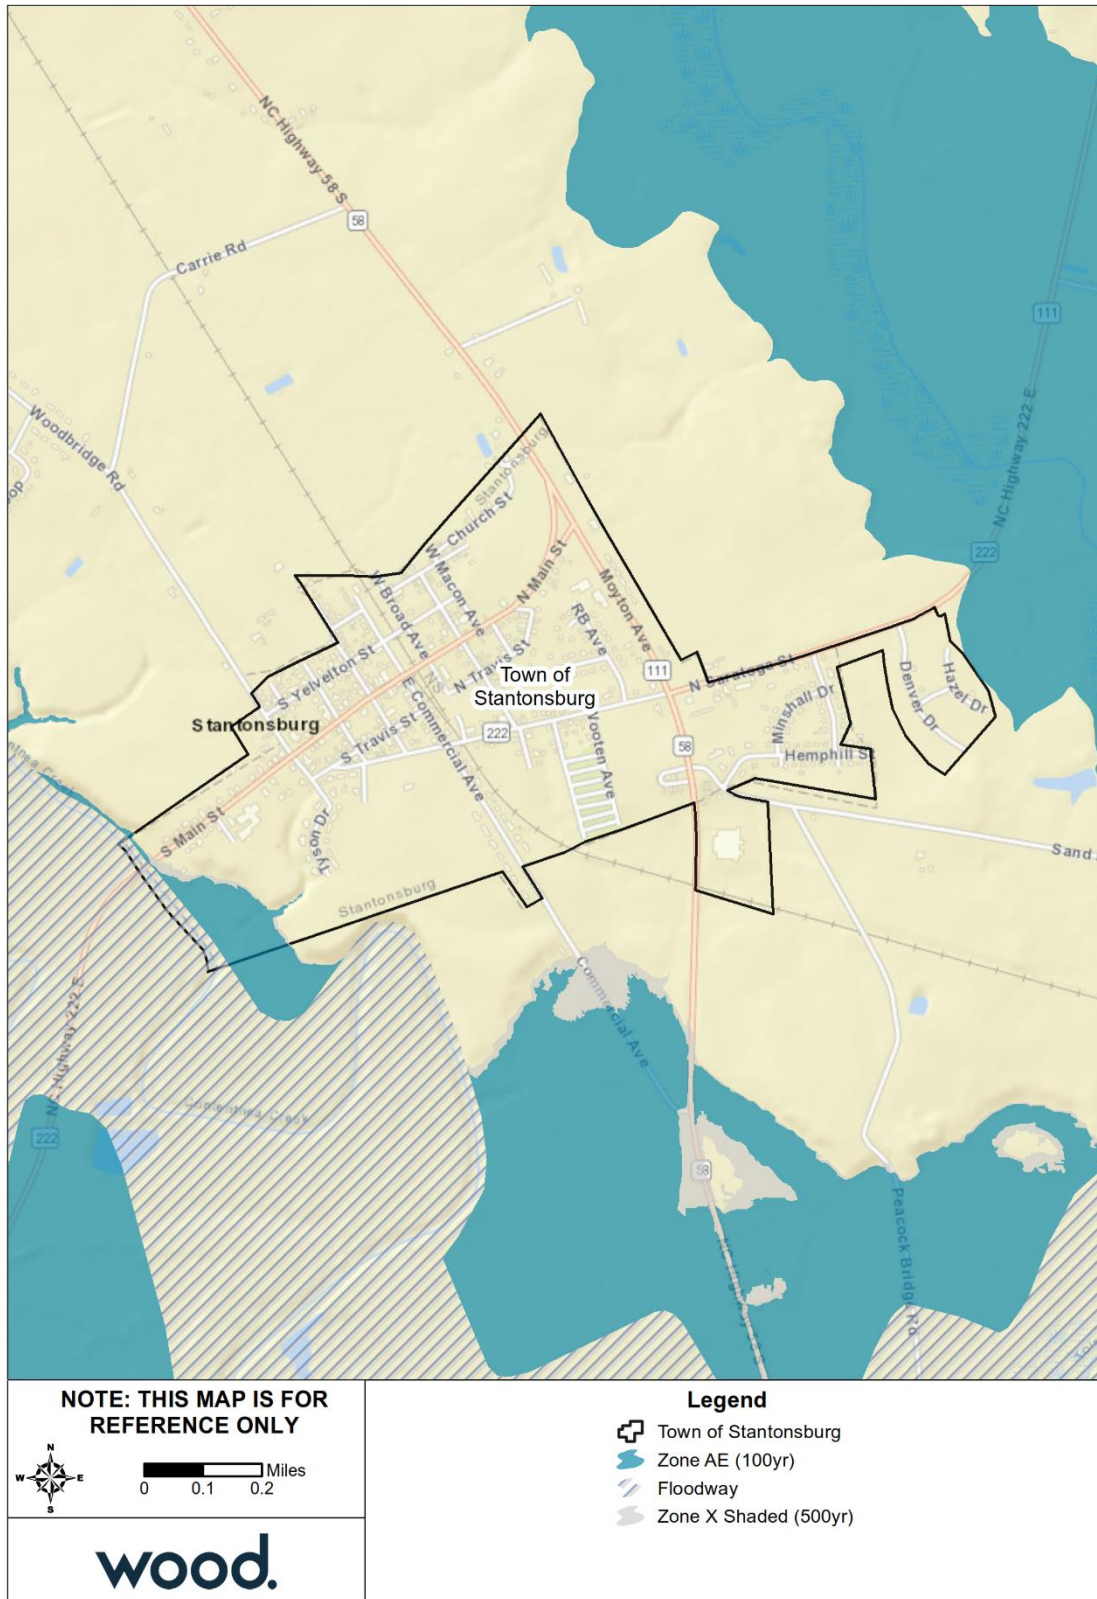 NC Highway 58 S
58
Carrie Rd
111
Woodbridge Rd
op
NC Highway 222 E
222
Stantonsburg
Church St
W Macon Ave
N Main St
W Broad Ave
Moyton Ave
RB Ave
N Travis St
111
N Saratoga St
Denver Dr
Hazel Dr
S Yelvelton St
NS
Town of
Stantonsburg
Stantonsburg
Minshall Dr
E Commercial Ave
S Travis St
222
Wooten Ave
58
Hemphill St
S Main St
Tyson Dr
Sand
Stantonsburg
Commercial Ave
NC Highway 222 E
222
58
Peacock Bridge Rd
NOTE: THIS MAP IS FOR
REFERENCE ONLY
N
W
E
S
Miles
0 0.1 0.2
wood.
Legend
Town of Stantonsburg
Zone AE (100yr)
Floodway
Zone X Shaded (500yr)